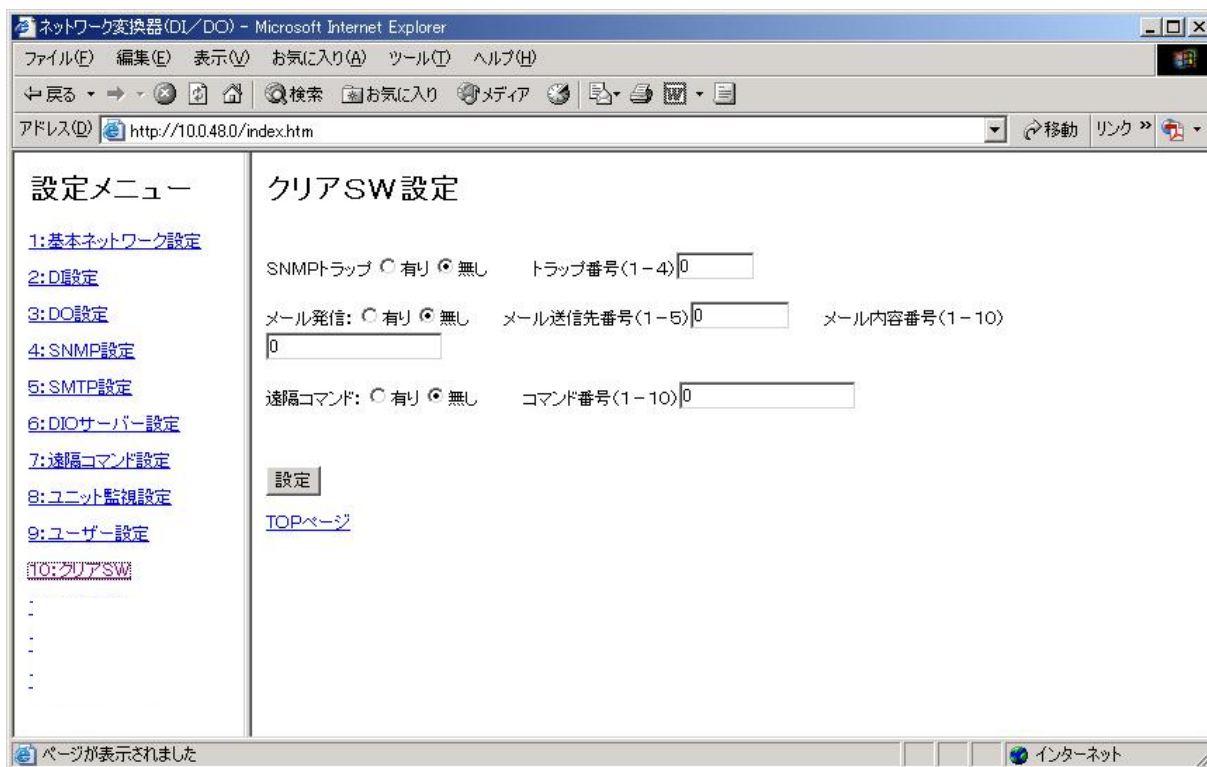 ネットワーク変換器(DI/DO) - Microsoft Internet Explorer
ファイル(F) 編集(E) 表示(V) お気に入り(A) ツール(T) ヘルプ(H)
戻る 検索 お気に入り メディア
アドレス(D) http://10.0.48.0/index.htm 移動 リンク »
設定メニュー
1:基本ネットワーク設定
2:DI設定
3:DO設定
4:SNMP設定
5:SMTP設定
6:DIOサーバー設定
7:遠隔コマンド設定
8:ユニット監視設定
9:ユーザー設定
10:クリアSW
クリアSW設定
SNMPトラップ 有り 無し トラップ番号(1-4) 0
メール発信: 有り 無し メール送信先番号(1-5) 0 メール内容番号(1-10)
0
遠隔コマンド: 有り 無し コマンド番号(1-10) 0
設定
TOPページ
ページが表示されました インターネット